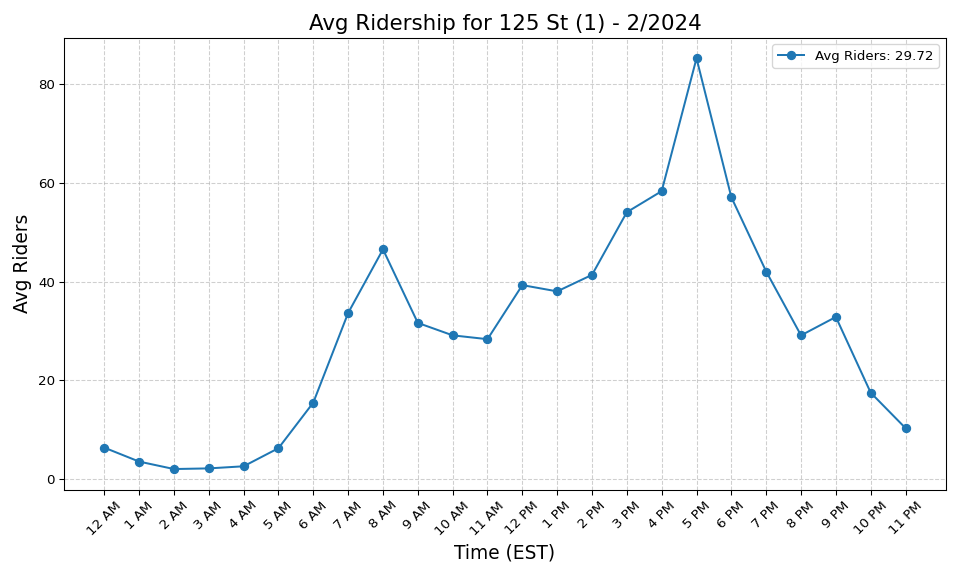 Avg Ridership for 125 St (1) - 2/2024
Avg Riders: 29.72
Avg Riders
80
60
40
20
0
12 AM
1 AM
2 AM
3 AM
4 AM
5 AM
6 AM
7 AM
8 AM
9 AM
10 AM
11 AM
12 PM
1 PM
2 PM
3 PM
4 PM
5 PM
6 PM
7 PM
8 PM
9 PM
10 PM
11 PM
Time (EST)